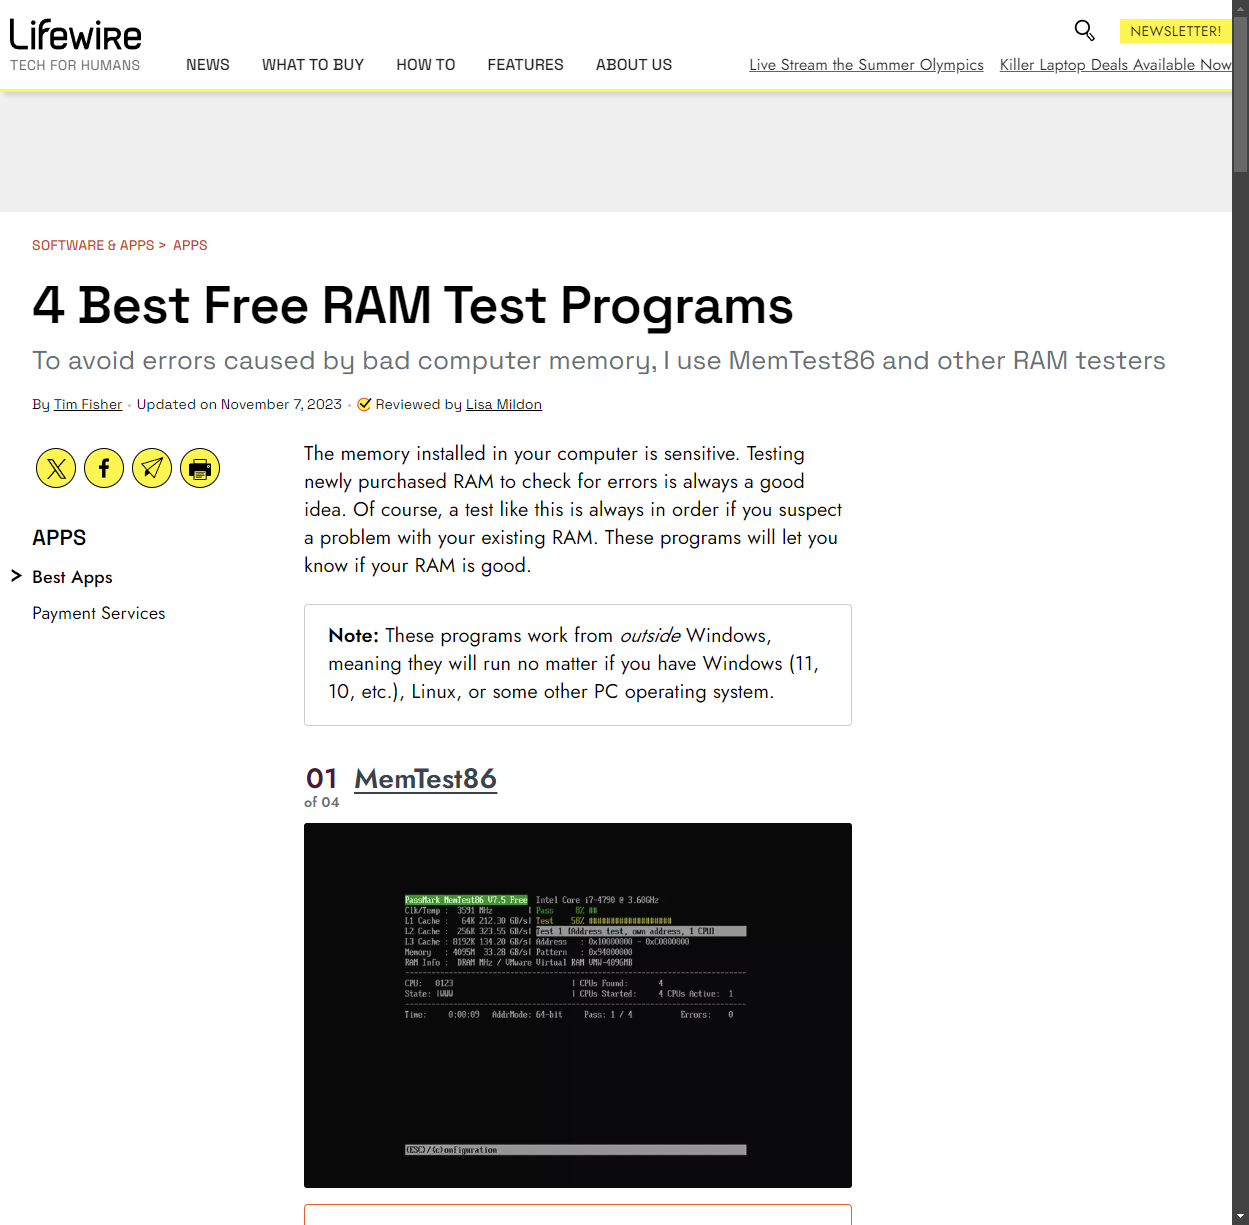 Lifewire
TECH FOR HUMANS
NEWS
WHAT TO BUY
HOW TO
FEATURES
ABOUT US
NEWSLETTER!
Live Stream the Summer Olympics
Killer Laptop Deals Available Now
SOFTWARE & APPS > APPS
4 Best Free RAM Test Programs
To avoid errors caused by bad computer memory, I use MemTest86 and other RAM testers
By Tim Fisher • Updated on November 7, 2023 • Reviewed by Lisa Mildon
APPS
> Best Apps
Payment Services
The memory installed in your computer is sensitive. Testing
newly purchased RAM to check for errors is always a good
idea. Of course, a test like this is always in order if you suspect
a problem with your existing RAM. These programs will let you
know if your RAM is good.
Note: These programs work from outside Windows,
meaning they will run no matter if you have Windows (11,
10, etc.), Linux, or some other PC operating system.
01
of 04
MemTest86
PassMark MemTest86 V7.5 Free Intel Core i7-4790 @ 3.60GHz
Clk/Temp : 3591 MHz | Pass 8% ##
L1 Cache : 64K 212.30 GB/s| Test 58% ###################
L2 Cache : 256K 323.55 GB/s| Test 1 [Address test, own address, 1 CPU]
L3 Cache : 8192K 134.20 GB/s| Address : 0x10000000 - 0xC0000000
Memory : 4095M 33.28 GB/s| Pattern : 0x94000000
RAM Info : DRAM MHz / VMware Virtual RAM VMW-4096MB
CPU: 0123 | CPUs Found: 4
State: |WWW | CPUs Started: 4 CPUs Active: 1
Time: 0:00:09 AddrMode: 64-bit Pass: 1 / 4 Errors: 0
(ESC)/(c)onfiguration